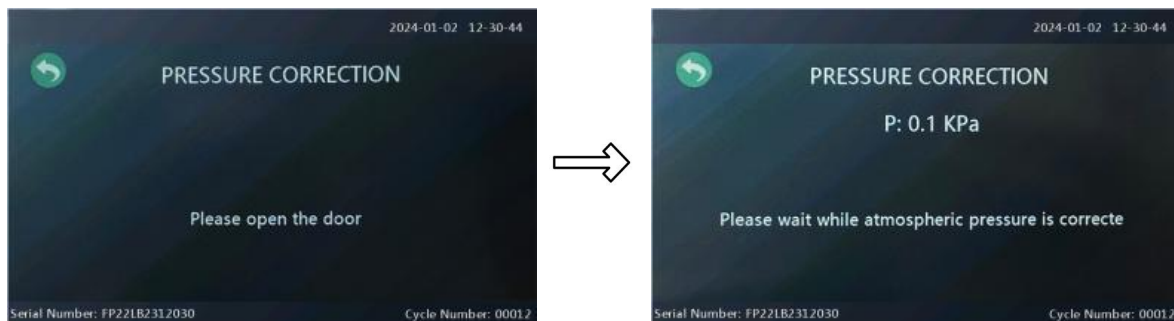 2024-01-02 12-30-44
PRESSURE CORRECTION
Please open the door
Serial Number: FP22LB2312030
Cycle Number: 00012
2024-01-02 12-30-44
PRESSURE CORRECTION
P: 0.1 KPa
Please wait while atmospheric pressure is correcte
Serial Number: FP22LB2312030
Cycle Number: 0001